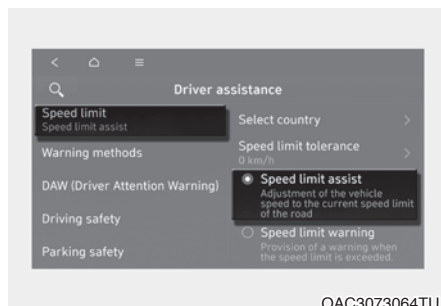 Driver assistance
Speed limit
Speed limit assist
Warning methods
DAW (Driver Attention Warning)
Driving safety
Parking safety
Select country
Speed limit tolerance
0 km/h
Speed limit assist
Adjustment of the vehicle
speed to the current speed limit
of the road
Speed limit warning
Provision of a warning when
the speed limit is exceeded.
OAC3073064TU